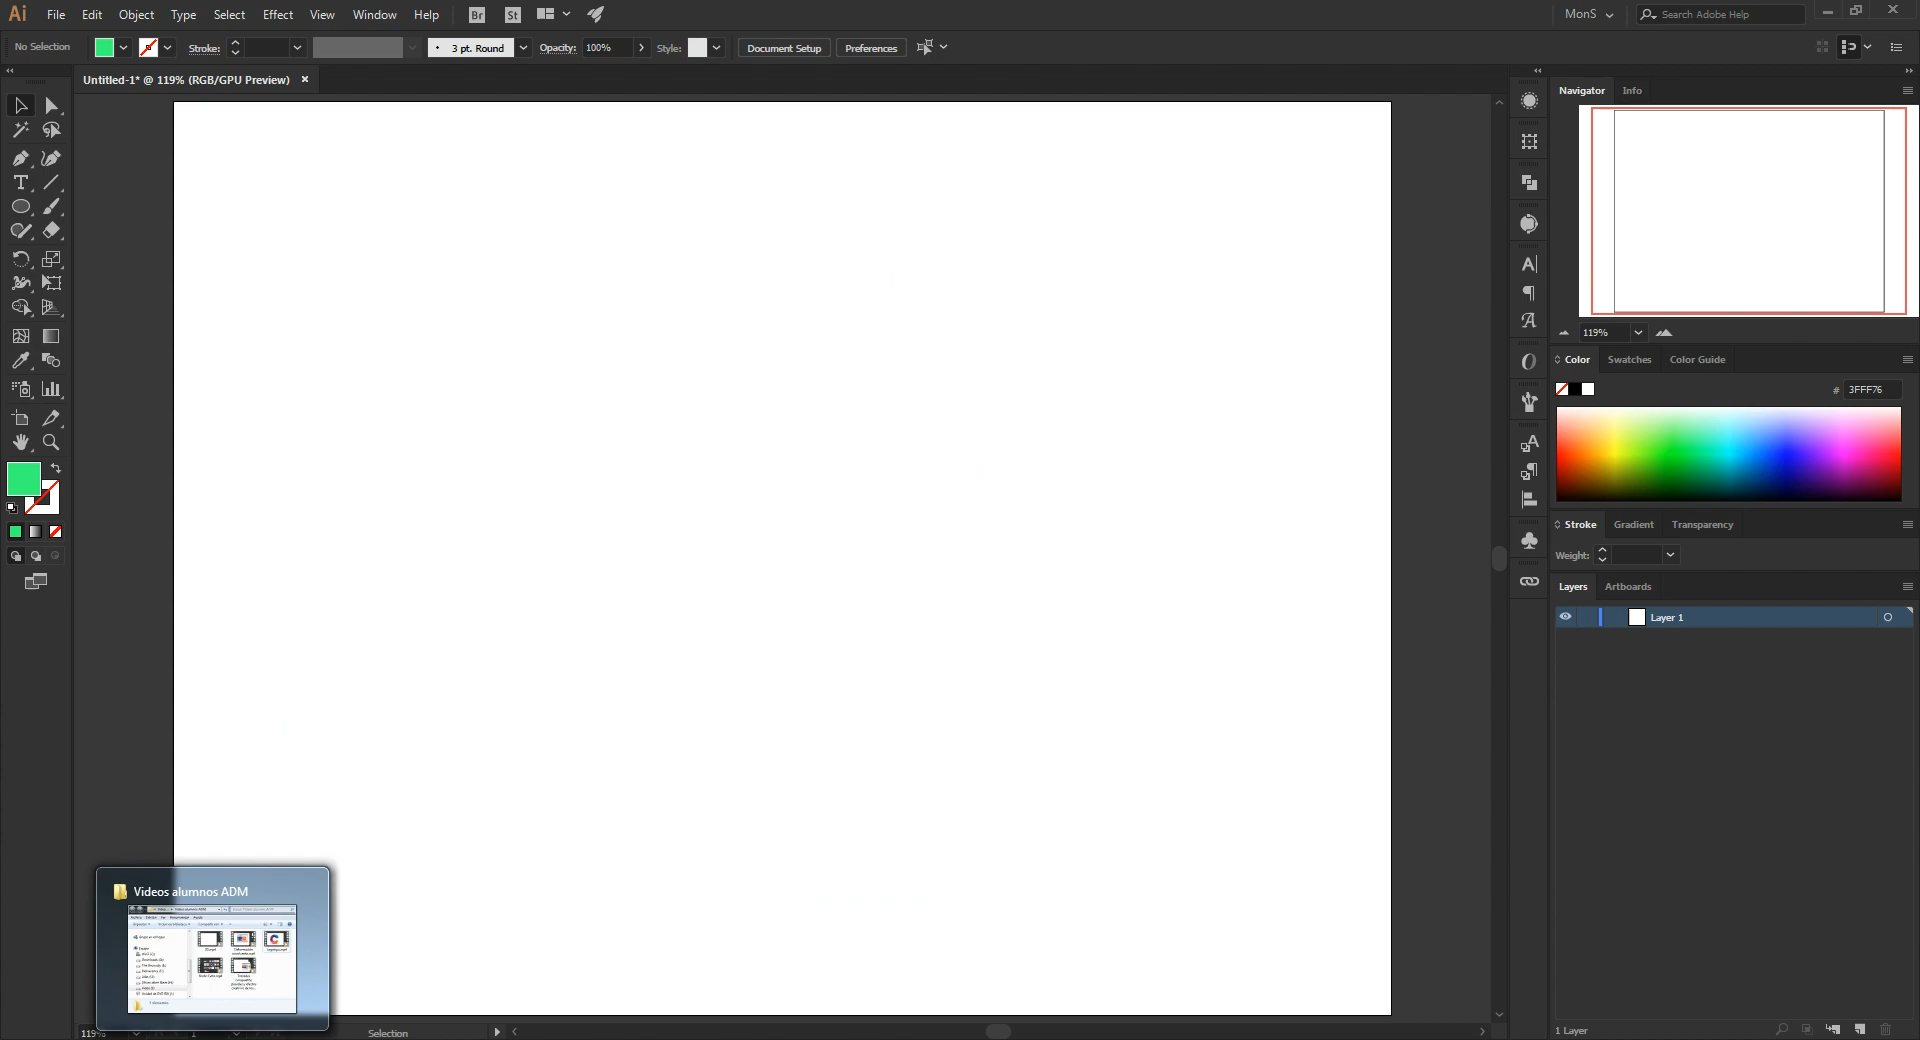 Ai File Edit Object Type Select Effect View Window Help Br St MonS Search Adobe Help
No Selection Stroke: 3 pt. Round Opacity: 100% Style: Document Setup Preferences
Untitled-1* @ 119% (RGB/GPU Preview)
Navigator Info
119%
Color Swatches Color Guide
# 3FFF76
Stroke Gradient Transparency
Weight:
Layers Artboards
Layer 1
Videos alumnos ADM
119% 1 Selection
1 Layer